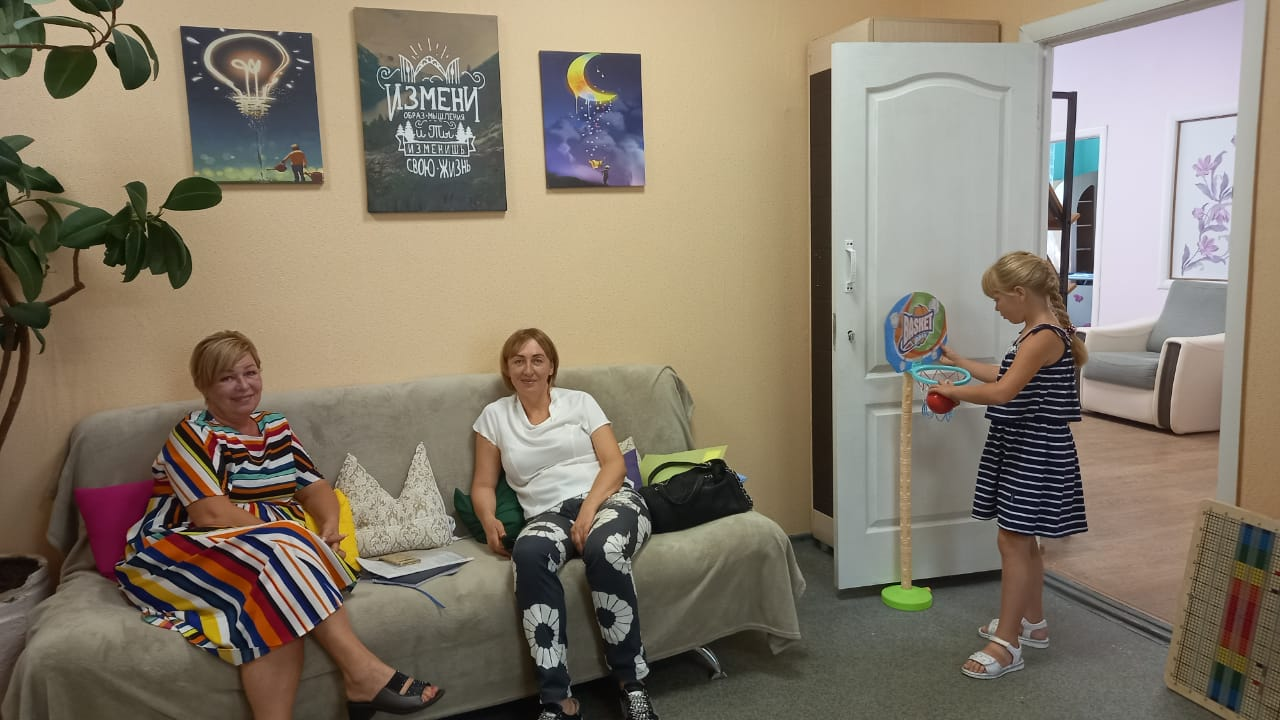 ИЗМЕНИ
ОБРАЗ МЫШЛЕНИЯ
И ТЫ
ИЗМЕНИШЬ
СВОЮ ЖИЗНЬ
BASKET